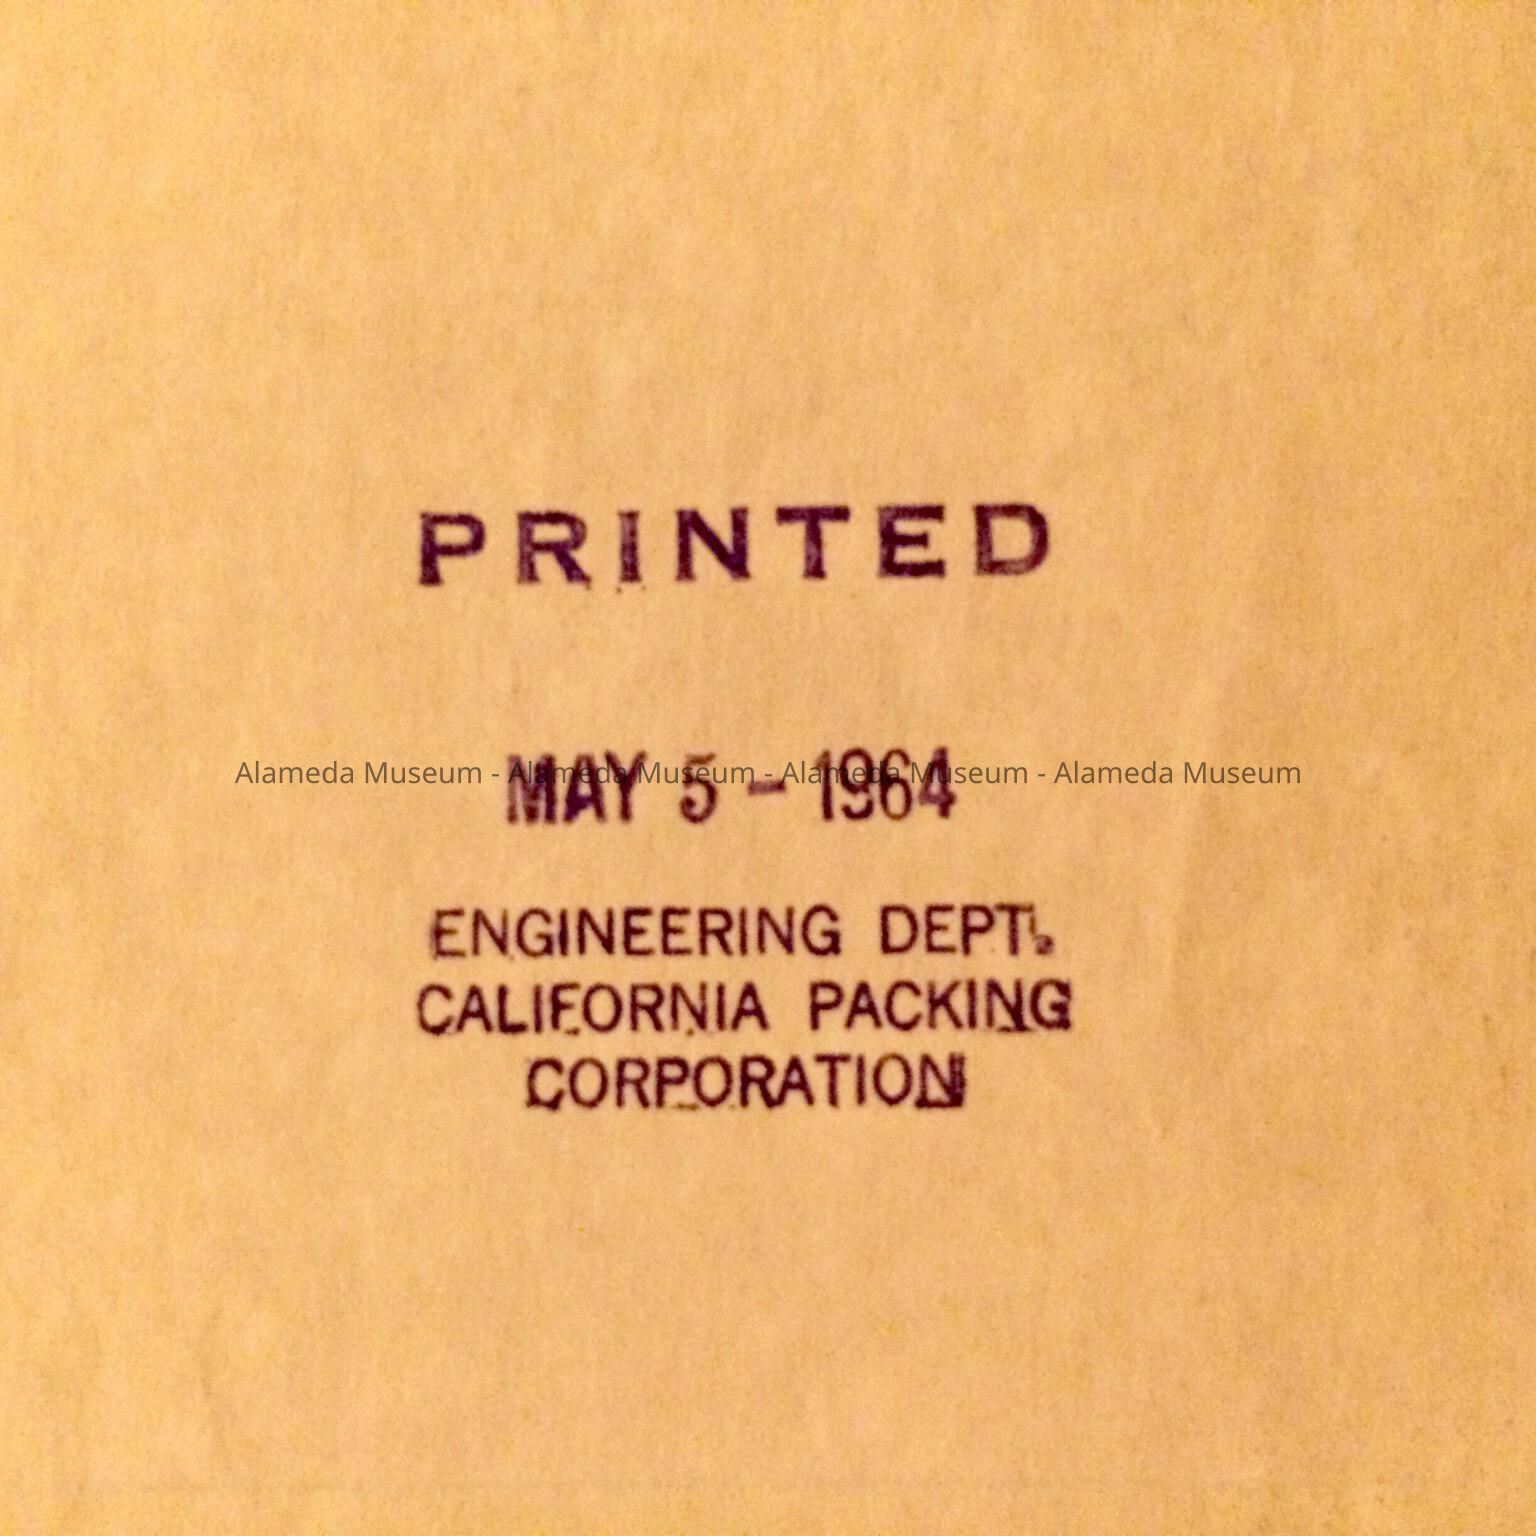 PRINTED
Alameda Museum - Alameda Museum - Alameda Museum - Alameda Museum
MAY 5 - 1964
ENGINEERING DEPT.
CALIFORNIA PACKING
CORPORATION